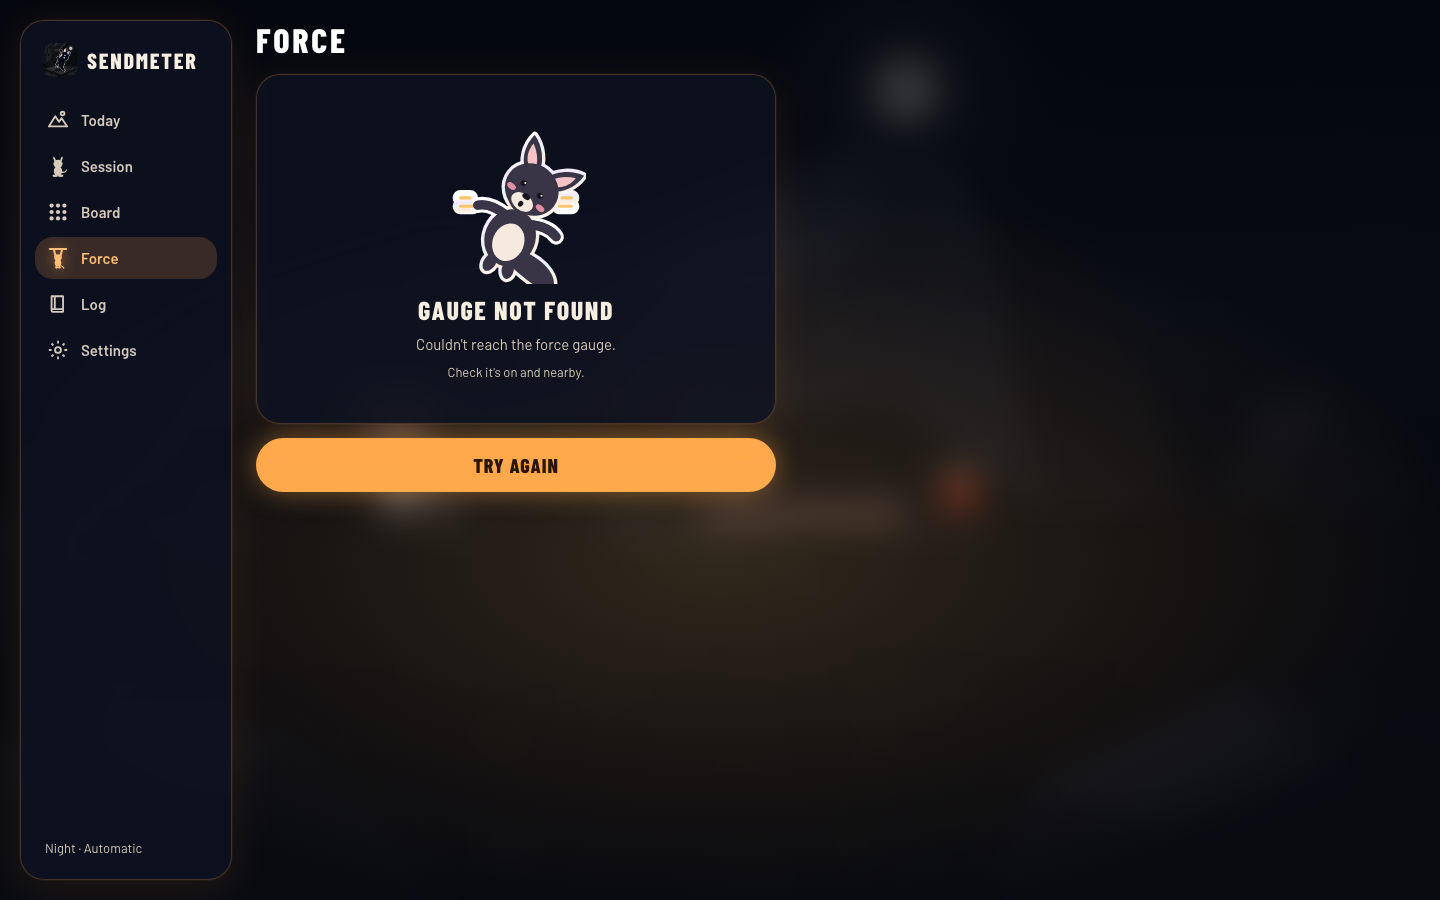 SENDMETER
Today
Session
Board
Force
Log
Settings
Night · Automatic
FORCE
GAUGE NOT FOUND
Couldn't reach the force gauge.
Check it's on and nearby.
TRY AGAIN